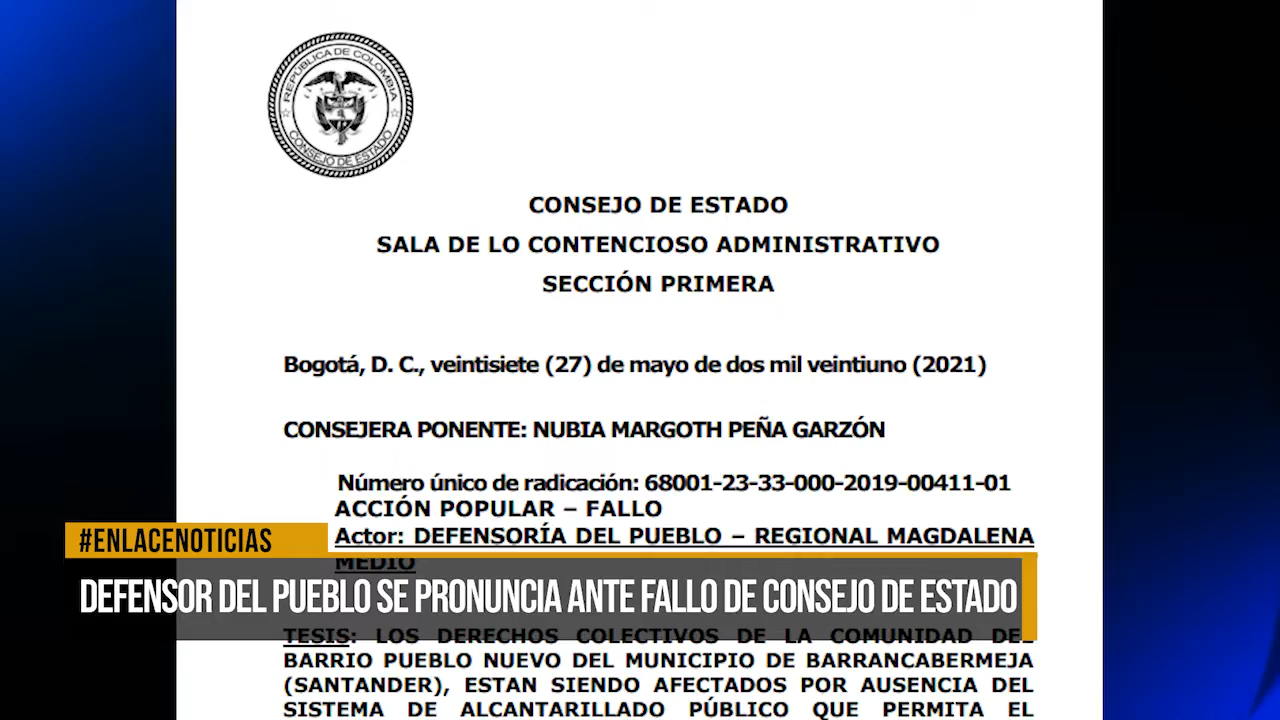 REPÚBLICA DE COLOMBIA
CONSEJO DE ESTADO
CONSEJO DE ESTADO
SALA DE LO CONTENCIOSO ADMINISTRATIVO
SECCIÓN PRIMERA
Bogotá, D. C., veintisiete (27) de mayo de dos mil veintiuno (2021)
CONSEJERA PONENTE: NUBIA MARGOTH PEÑA GARZÓN
Número único de radicación: 68001-23-33-000-2019-00411-01
ACCIÓN POPULAR – FALLO
Actor: DEFENSORÍA DEL PUEBLO – REGIONAL MAGDALENA
MEDIO
#ENLACENOTICIAS
DEFENSOR DEL PUEBLO SE PRONUNCIA ANTE FALLO DE CONSEJO DE ESTADO
TESIS: LOS DERECHOS COLECTIVOS DE LA COMUNIDAD DEL
BARRIO PUEBLO NUEVO DEL MUNICIPIO DE BARRANCABERMEJA
(SANTANDER), ESTAN SIENDO AFECTADOS POR AUSENCIA DEL
SISTEMA DE ALCANTARILLADO PÚBLICO QUE PERMITA EL